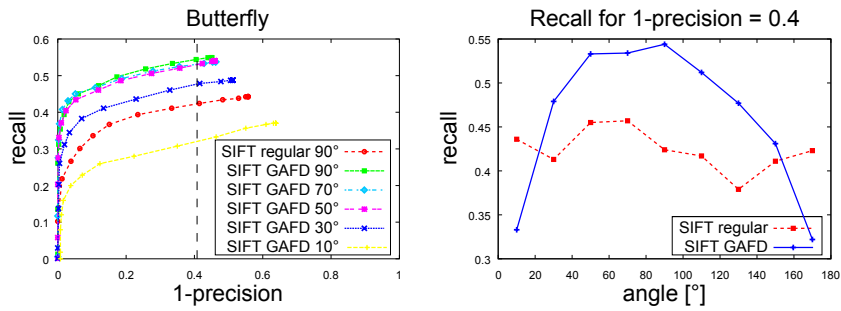 Butterfly
recall
0.6
0.5
0.4
0.3
0.2
0.1
0
0
0.2
0.4
0.6
0.8
1
1-precision
SIFT regular 90°
SIFT GAFD 90°
SIFT GAFD 70°
SIFT GAFD 50°
SIFT GAFD 30°
SIFT GAFD 10°
Recall for 1-precision = 0.4
recall
0.55
0.5
0.45
0.4
0.35
0.3
0
20
40
60
80
100
120
140
160
180
angle [°]
SIFT regular
SIFT GAFD